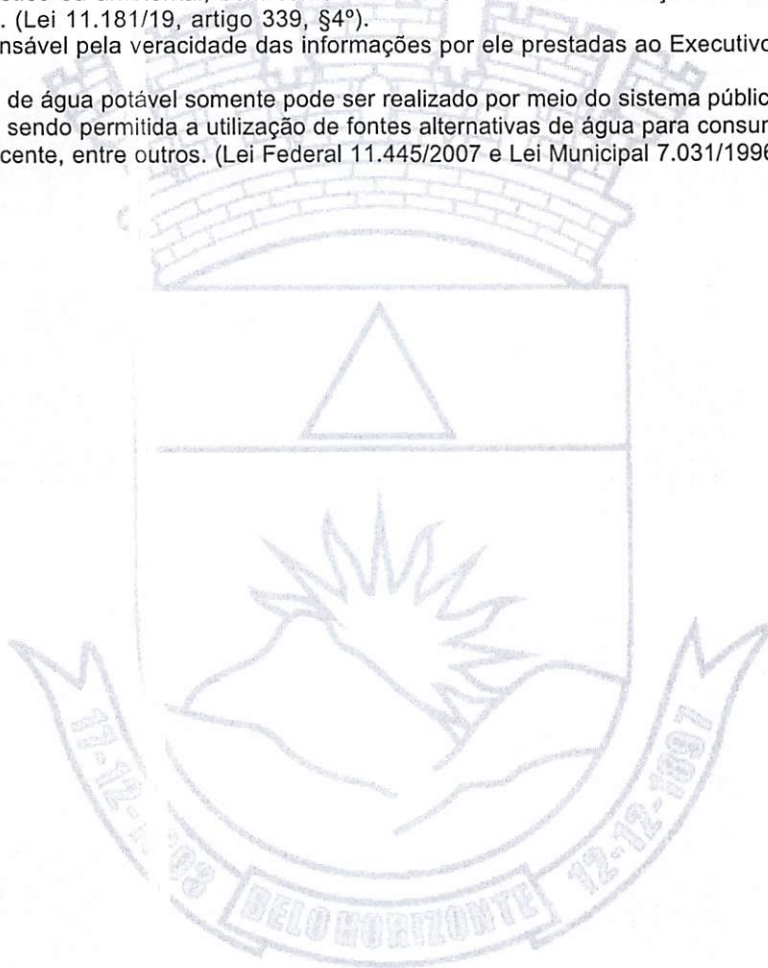 . (Lei 11.181/19, artigo 339, §4º).
nsável pela veracidade das informações por ele prestadas ao Executivo
de água potável somente pode ser realizado por meio do sistema públic
sendo permitida a utilização de fontes alternativas de água para consur
cente, entre outros. (Lei Federal 11.445/2007 e Lei Municipal 7.031/1996
17-12-1893
BELO HORIZONTE
12-12-1897